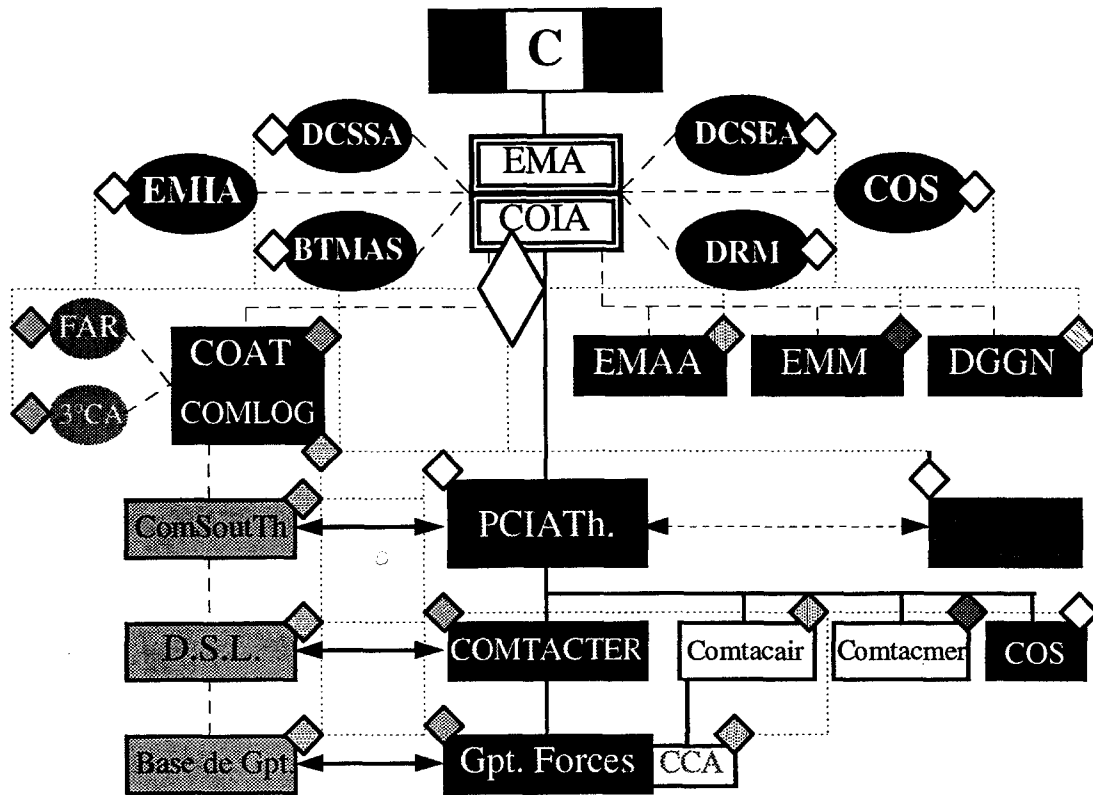 C
DCSSA
DCSEA
EMA
EMIA
COS
COIA
BTMAS
DRM
FAR
COAT
EMAA
EMM
DGGN
3°CA
COMLOG
ComSoutTh
PCIATh.
D.S.L.
COMTACTER
Comtacair
Comtacmer
COS
Base de Gpt.
Gpt. Forces
CCA